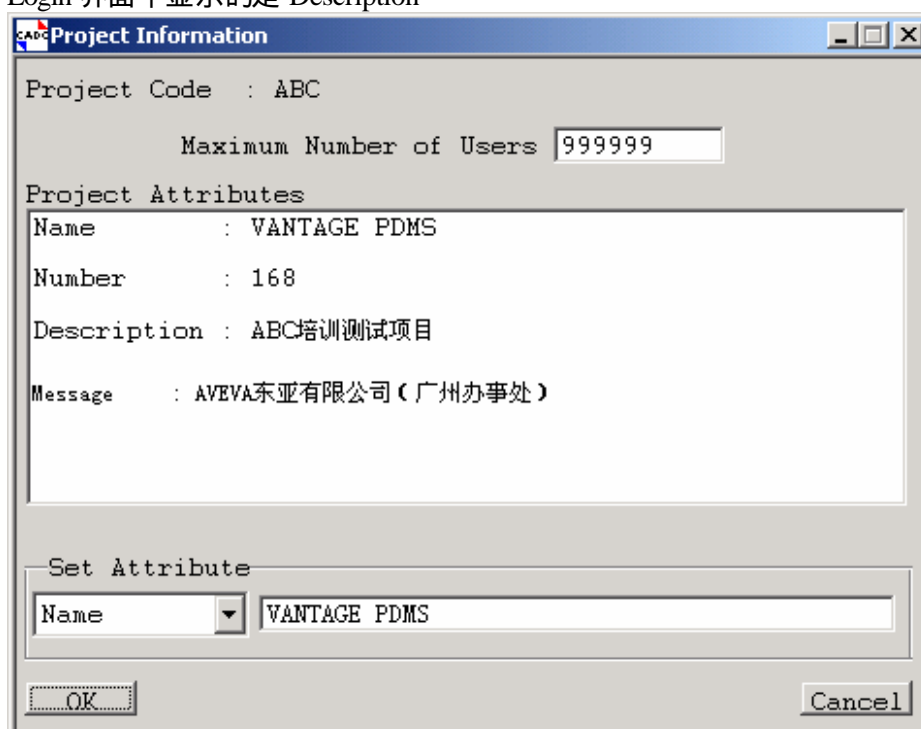 Login 界面中显示的是 Description
Project Information
Project Code : ABC
Maximum Number of Users 999999
Project Attributes
Name : VANTAGE PDMS
Number : 168
Description : ABC培训测试项目
Message : AVEVA东亚有限公司(广州办事处)
Set Attribute
Name VANTAGE PDMS
OK Cancel